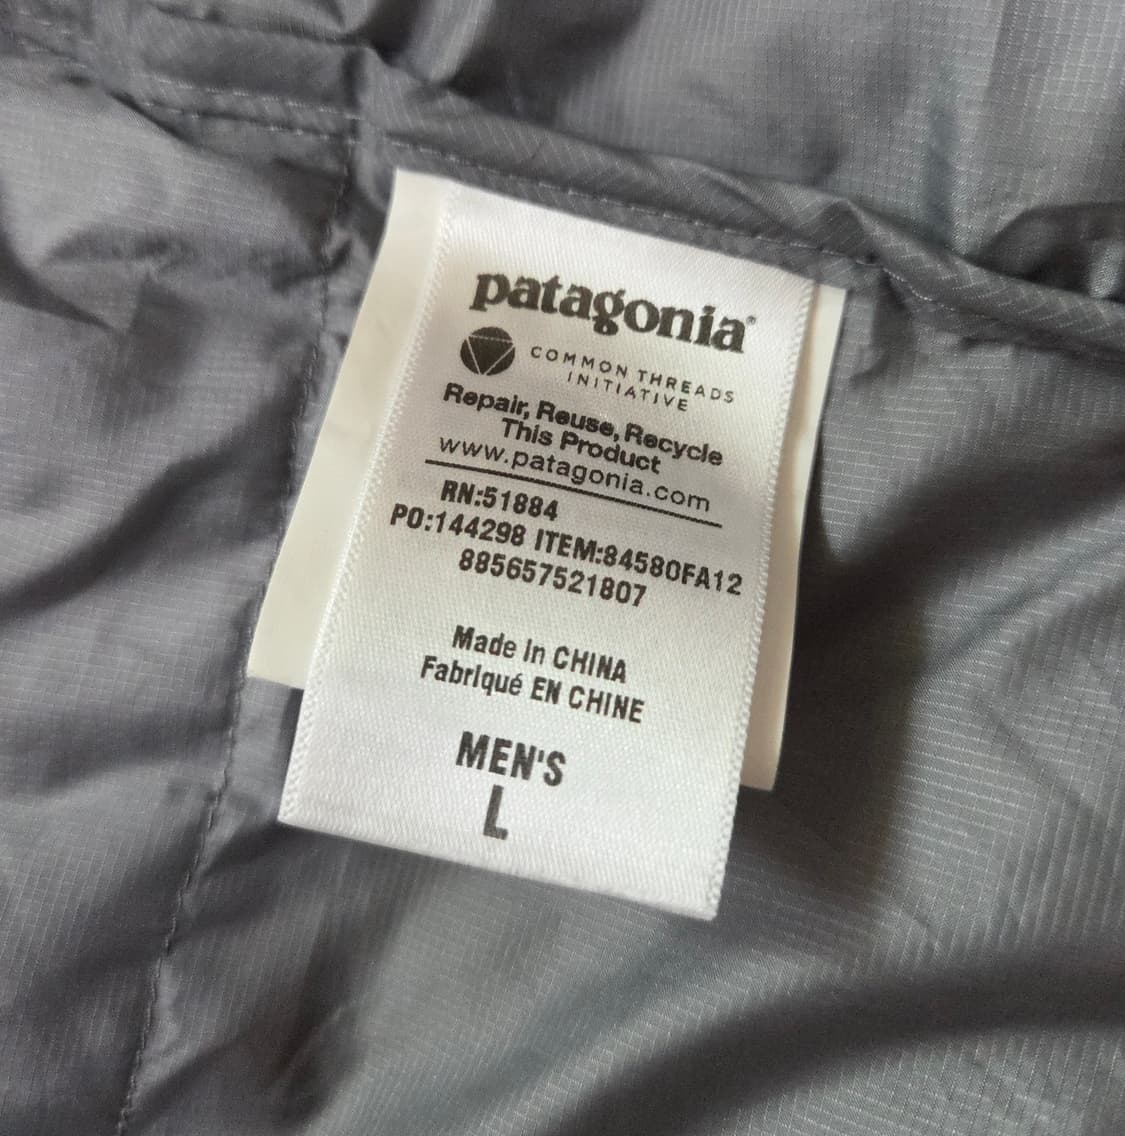 patagonia®
COMMON THREADS
INITIATIVE
Repair, Reuse, Recycle
This Product
www.patagonia.com
RN:51884
PO:144298 ITEM:84580FA12
885657521807
Made in CHINA
Fabriqué EN CHINE
MEN'S
L